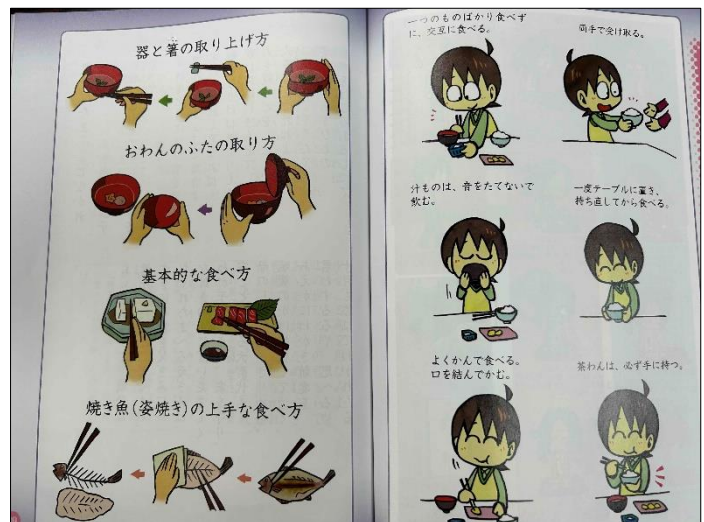 器と箸の取り上げ方
おわんのふたの取り方
基本的な食べ方
焼き魚(姿焼き)の上手な食べ方
両手で受け取る。
一度テーブルに置き、
持ち直してから食べる。
茶わんは、必ず手に持つ。
一つのものばかり食べず
に、交互に食べる。
汁ものは、音をたてないで
飲む。
よくかんで食べる。
口を結んでかむ。